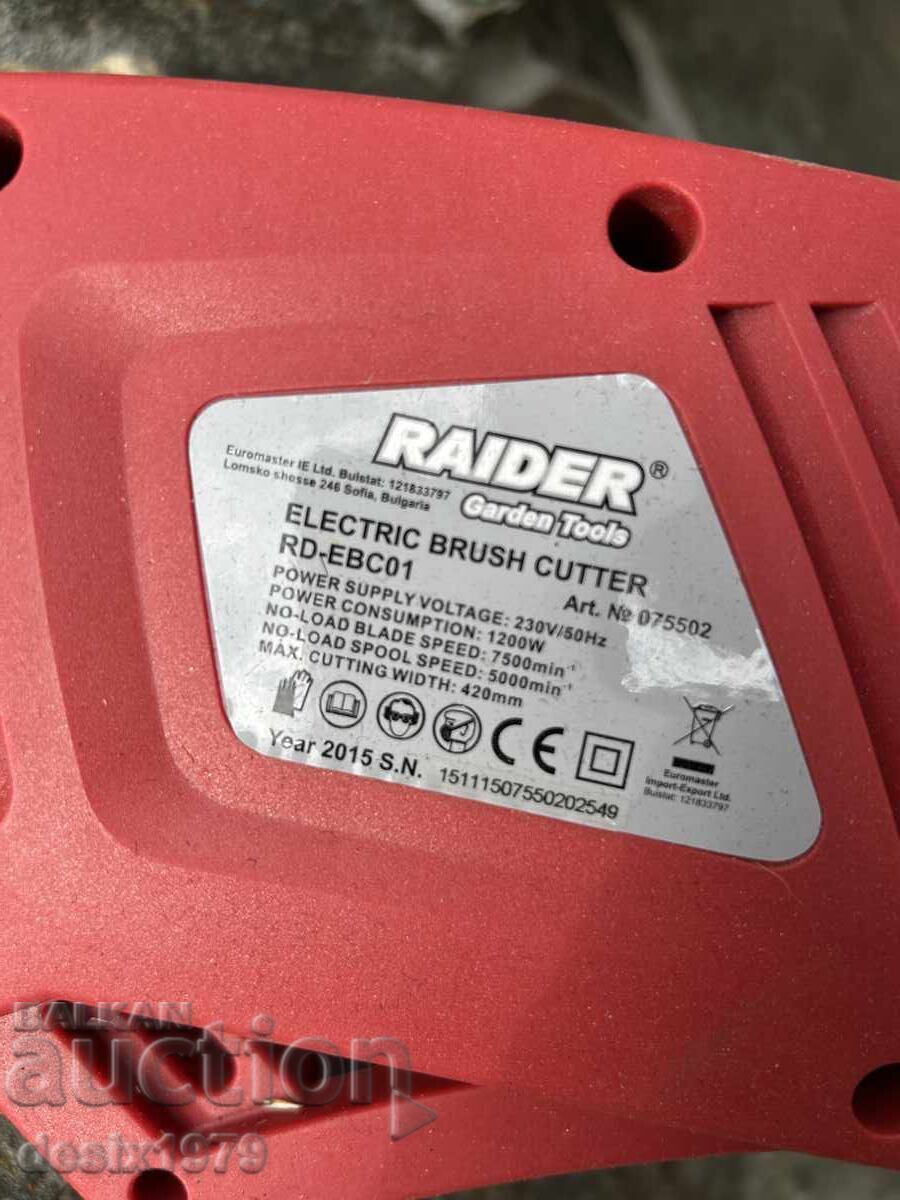 RAIDER®
Garden Tools
Euromaster IE Ltd. Bulstat: 121833797
Lomsko shosse 246 Sofia, Bulgaria
ELECTRIC BRUSH CUTTER
RD-EBC01
Art. № 075502
POWER SUPPLY VOLTAGE: 230V/50Hz
POWER CONSUMPTION: 1200W
NO-LOAD BLADE SPEED: 7500min⁻¹
NO-LOAD SPOOL SPEED: 5000min⁻¹
MAX. CUTTING WIDTH: 420mm
CE
Year 2015 S.N. 15111507550202549
Euromaster
Import-Export Ltd.
Bulstat: 121833797
BALKAN
auction
desix1979